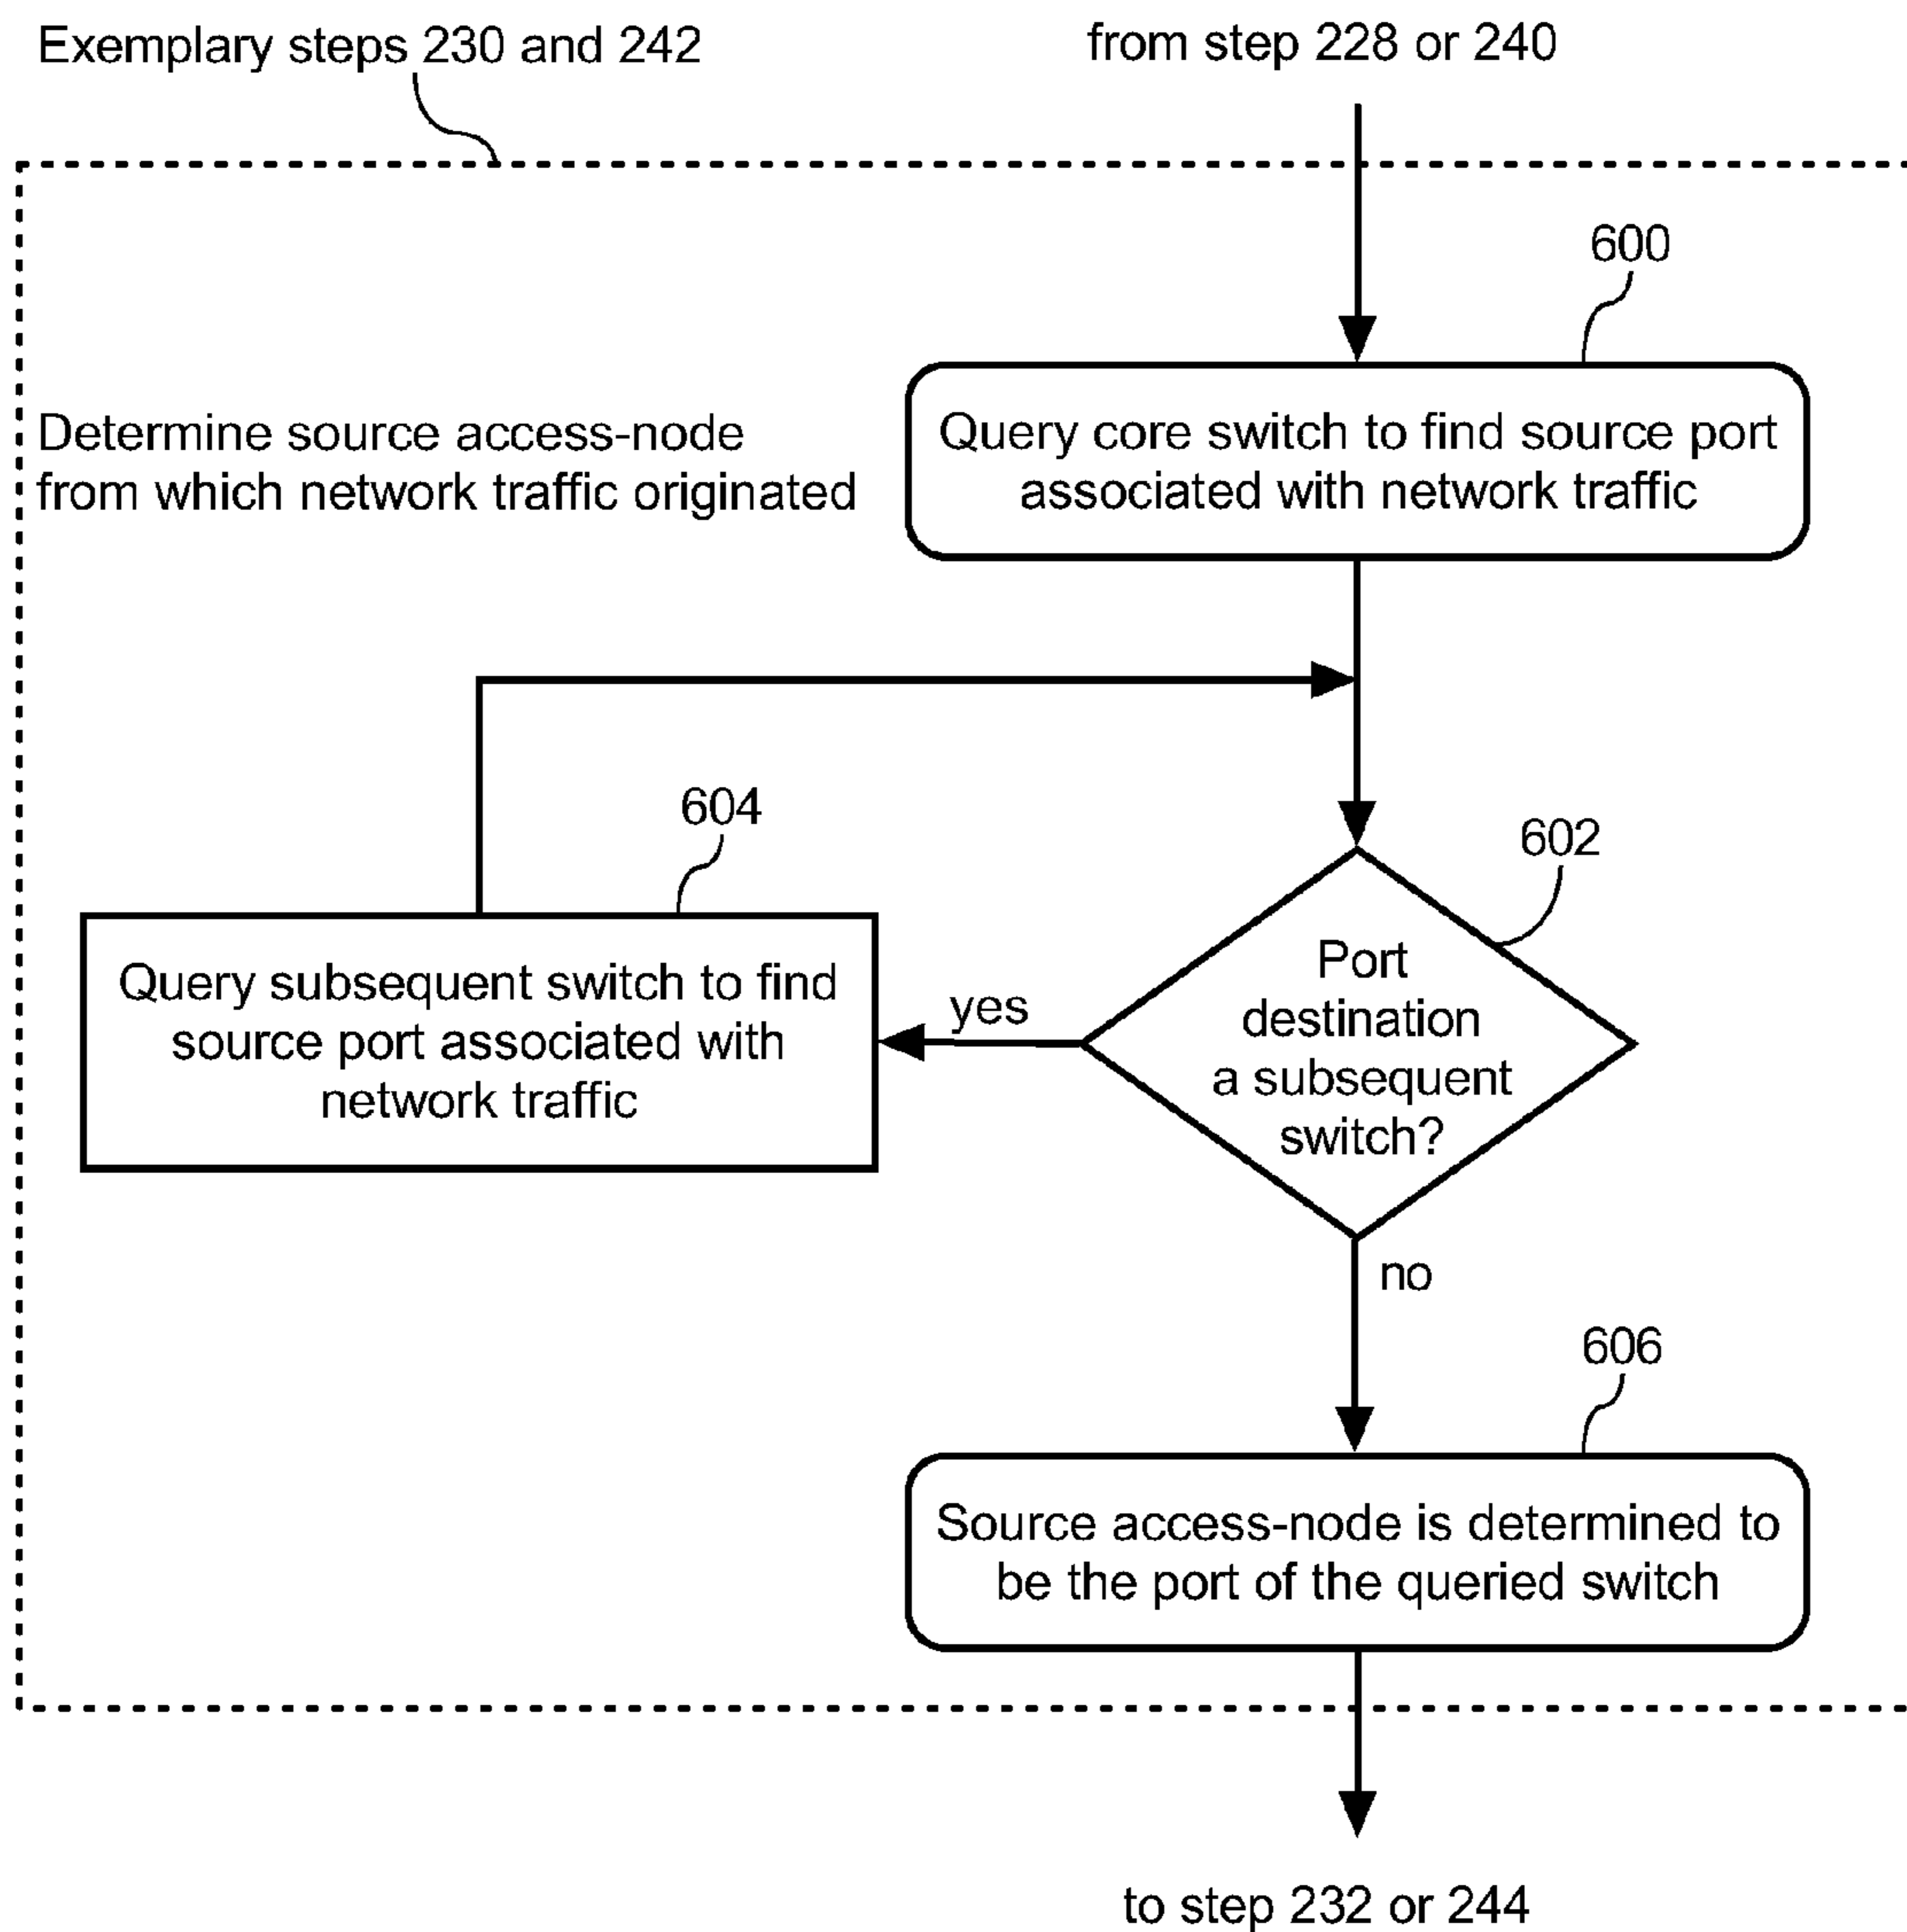 Exemplary steps 230 and 242
from step 228 or 240
600
Determine source access-node
from which network traffic originated
Query core switch to find source port
associated with network traffic
604
602
Query subsequent switch to find
source port associated with
network traffic
yes
Port
destination
a subsequent
switch?
no
606
Source access-node is determined to
be the port of the queried switch
to step 232 or 244